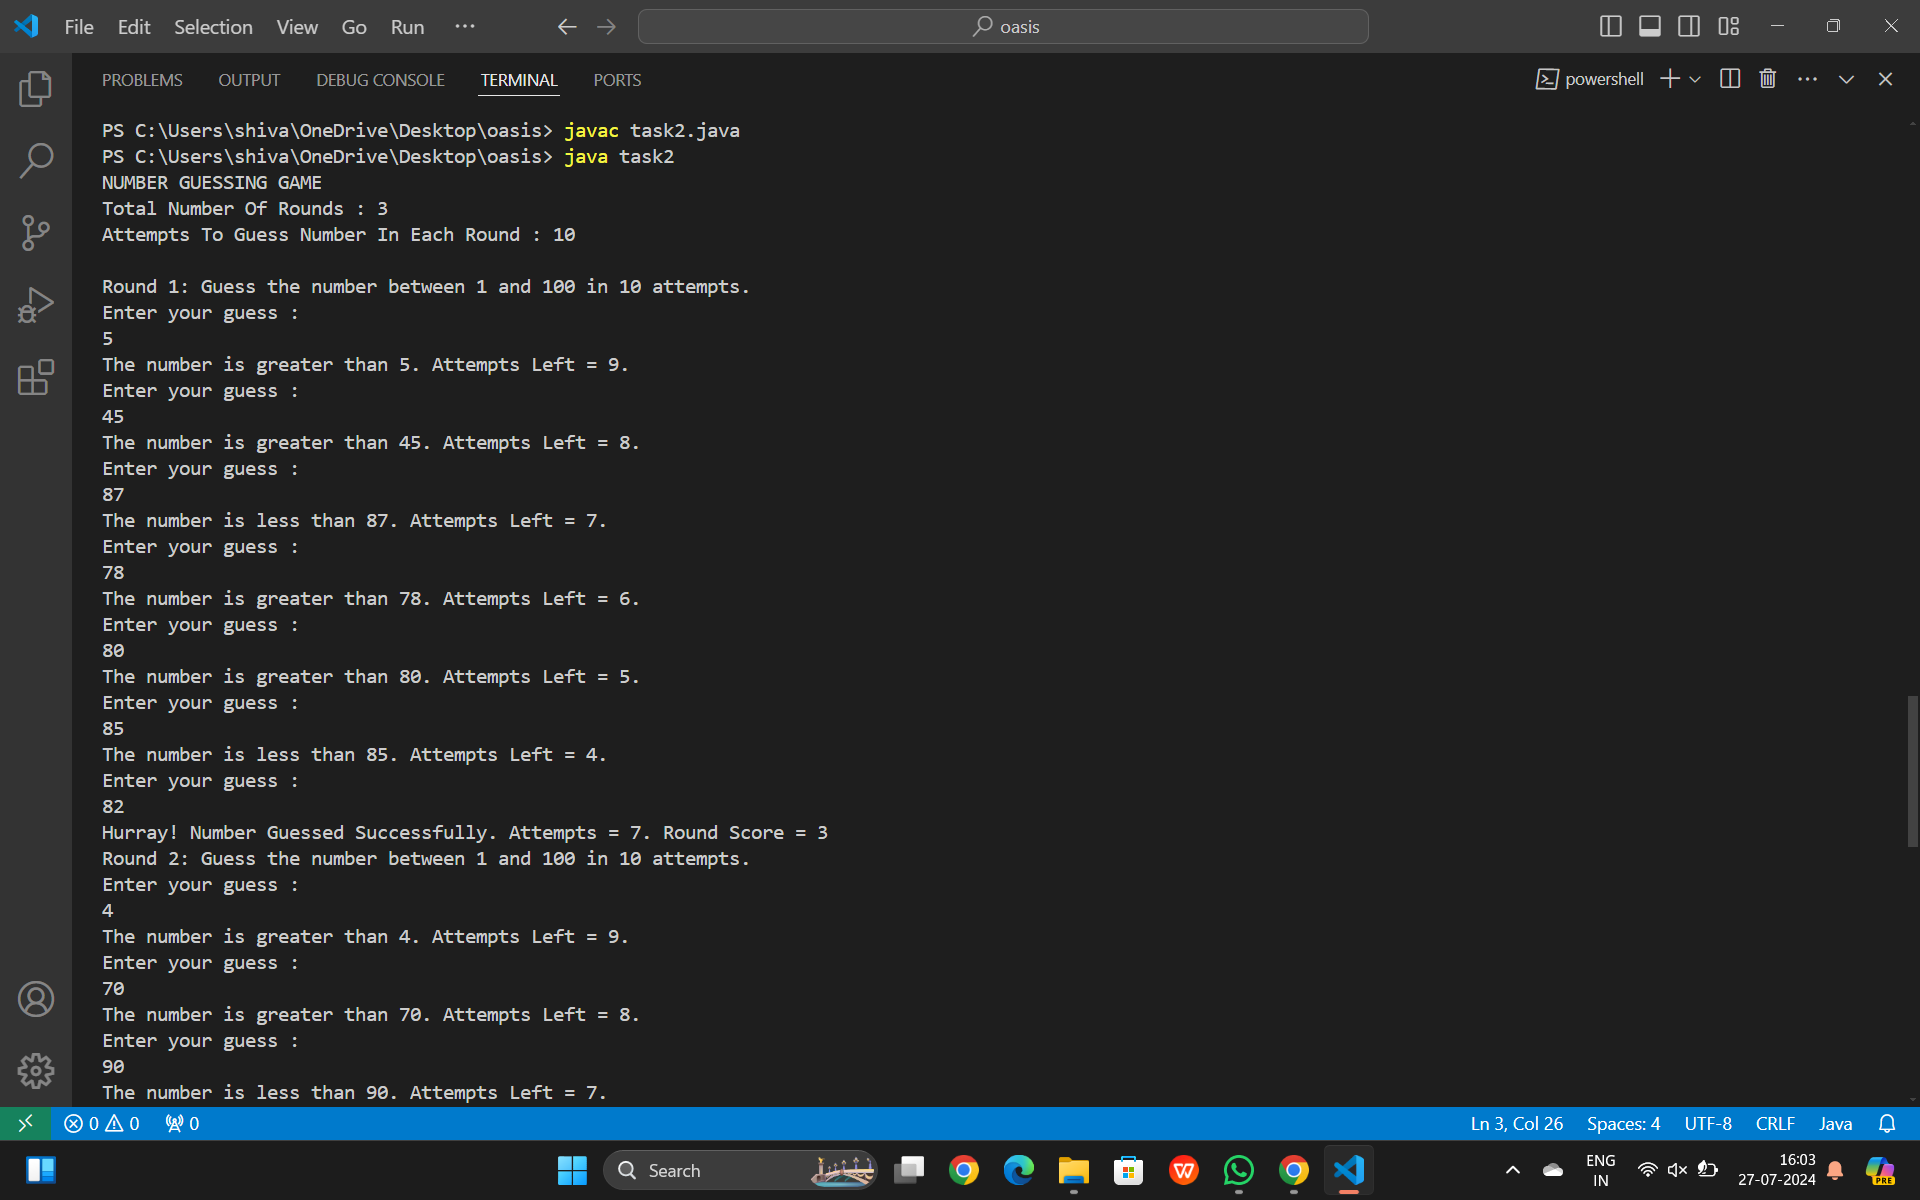 File Edit Selection View Go Run ··· oasis
PROBLEMS OUTPUT DEBUG CONSOLE TERMINAL PORTS powershell
PS C:\Users\shiva\OneDrive\Desktop\oasis> javac task2.java
PS C:\Users\shiva\OneDrive\Desktop\oasis> java task2
NUMBER GUESSING GAME
Total Number Of Rounds : 3
Attempts To Guess Number In Each Round : 10
Round 1: Guess the number between 1 and 100 in 10 attempts.
Enter your guess :
5
The number is greater than 5. Attempts Left = 9.
Enter your guess :
45
The number is greater than 45. Attempts Left = 8.
Enter your guess :
87
The number is less than 87. Attempts Left = 7.
Enter your guess :
78
The number is greater than 78. Attempts Left = 6.
Enter your guess :
80
The number is greater than 80. Attempts Left = 5.
Enter your guess :
85
The number is less than 85. Attempts Left = 4.
Enter your guess :
82
Hurray! Number Guessed Successfully. Attempts = 7. Round Score = 3
Round 2: Guess the number between 1 and 100 in 10 attempts.
Enter your guess :
4
The number is greater than 4. Attempts Left = 9.
Enter your guess :
70
The number is greater than 70. Attempts Left = 8.
Enter your guess :
90
The number is less than 90. Attempts Left = 7.
0 0 0 Ln 3, Col 26 Spaces: 4 UTF-8 CRLF Java
Search ENG 16:03
IN 27-07-2024 PRE